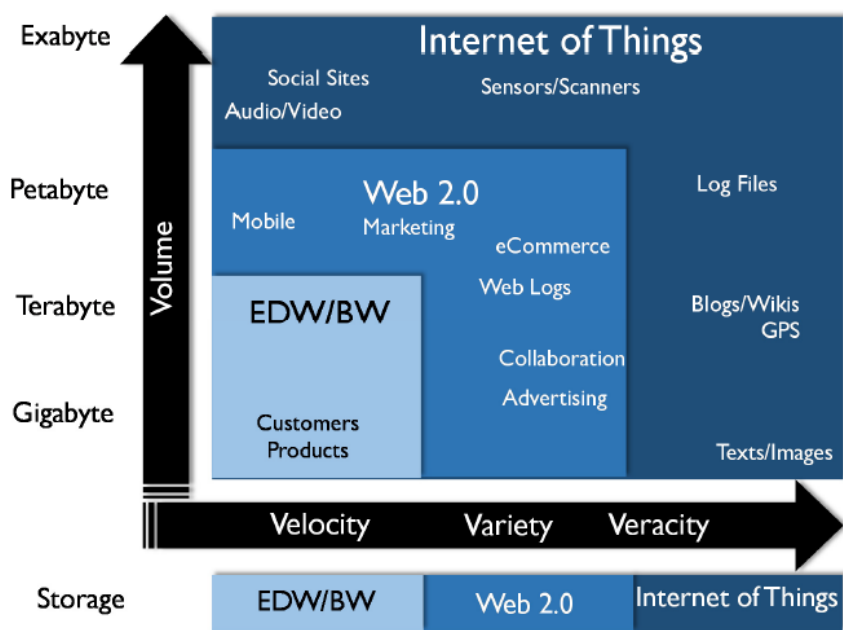 Exabyte
Internet of Things
Social Sites
Sensors/Scanners
Audio/Video
Petabyte
Web 2.0
Log Files
Mobile
Marketing
eCommerce
Volume
Web Logs
Terabyte
EDW/BW
Blogs/Wikis
GPS
Collaboration
Advertising
Gigabyte
Customers
Products
Texts/Images
Velocity Variety Veracity
Storage EDW/BW Web 2.0 Internet of Things